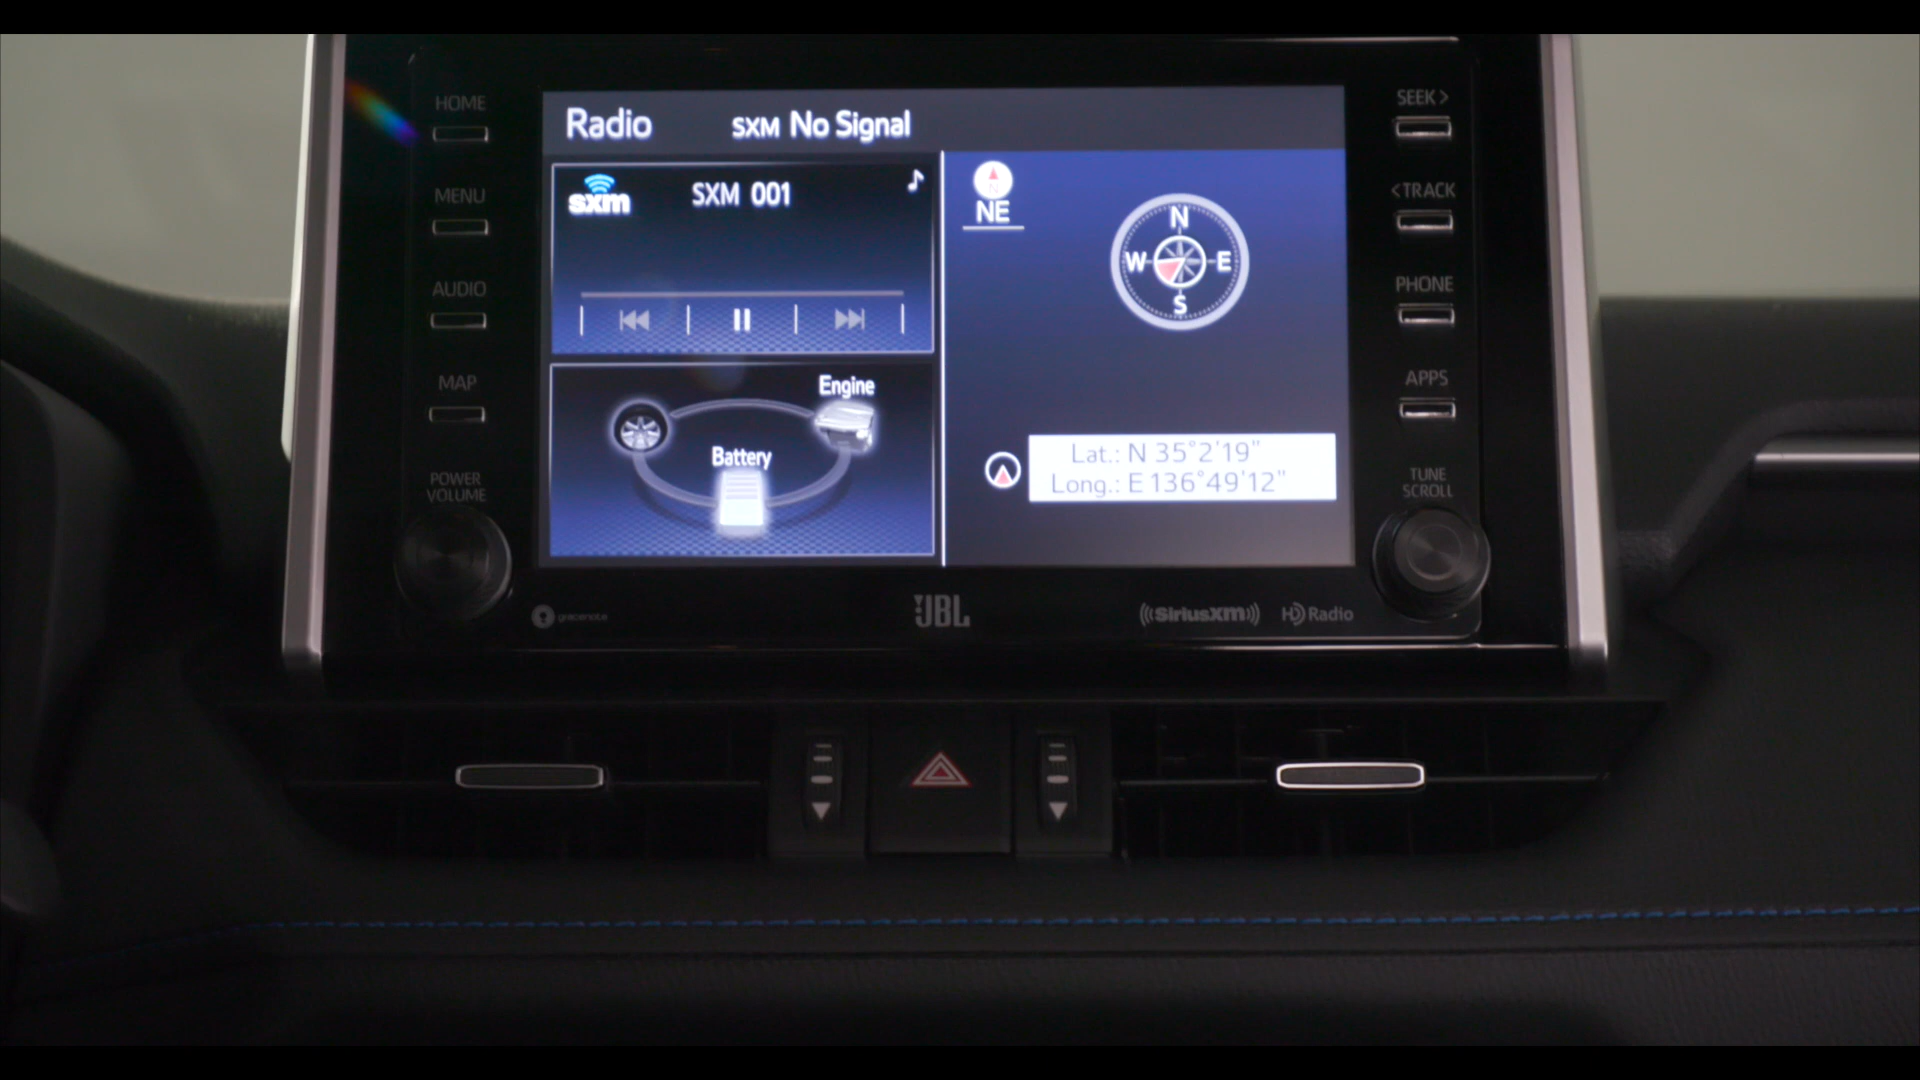 HOME
MENU
AUDIO
MAP
POWER
VOLUME
Radio
SXM No Signal
sxm
SXM 001
Engine
Battery
N
NE
N
W
E
S
Lat.: N 35°2'19"
Long.: E 136°49'12"
SEEK >
< TRACK
PHONE
APPS
TUNE
SCROLL
gracenote
JBL
((SiriusXM))
HD Radio